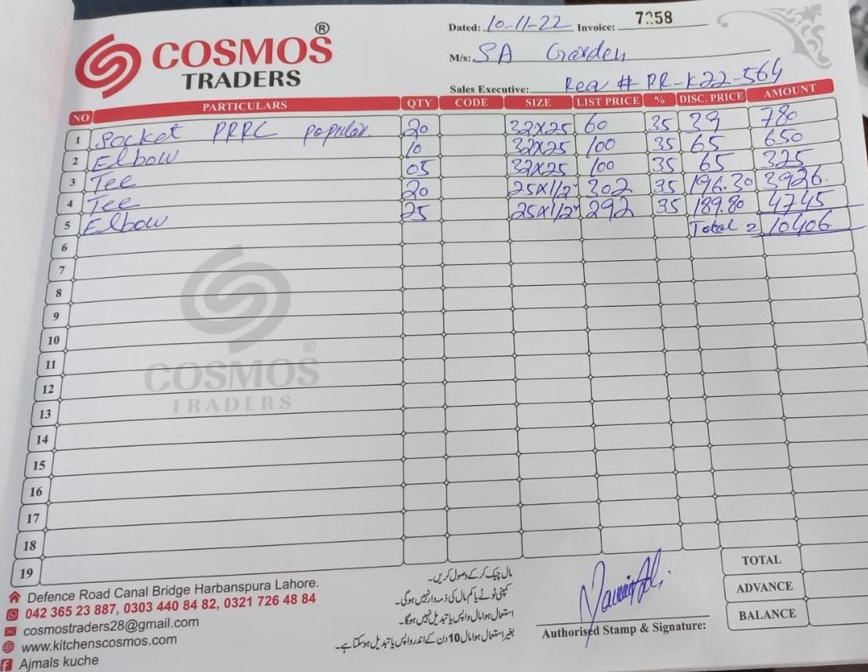 COSMOS ®
TRADERS
Dated: 10-11-22 Invoice: 7258
M/s: SA Garden
Sales Executive: Req # PR-K22-564
NO PARTICULARS QTY CODE SIZE LIST PRICE % DISC. PRICE AMOUNT
1 Socket PPRC popular 20 32x25 60 35 39 780
2 Elbow 10 32x25 100 35 65 650
3 Tee 05 32x25 100 35 65 325
4 Tee 20 25x1/2" 302 35 196.30 3926
5 Elbow 25 25x1/2" 292 35 189.80 4745
6 Total = 10406
7
8
9
10
11
12
13
14
15
16
17
18
19
COSMOS ®
TRADERS
TOTAL
ADVANCE
BALANCE
Defence Road Canal Bridge Harbanspura Lahore.
042 365 23 887, 0303 440 84 82, 0321 726 48 84
cosmostraders28@gmail.com
www.kitchenscosmos.com
Ajmals kuche
مال چیک کر کے وصول کریں۔
کمپنی ٹوٹے یا کم مال کی ذمہ دار نہیں ہوگی۔
استعمال ہوا مال واپس یا تبدیل نہیں ہوگا۔
بغیر استعمال ہوا مال 10 دن کے اندر واپس یا تبدیل ہو سکتا ہے۔
Authorised Stamp & Signature: